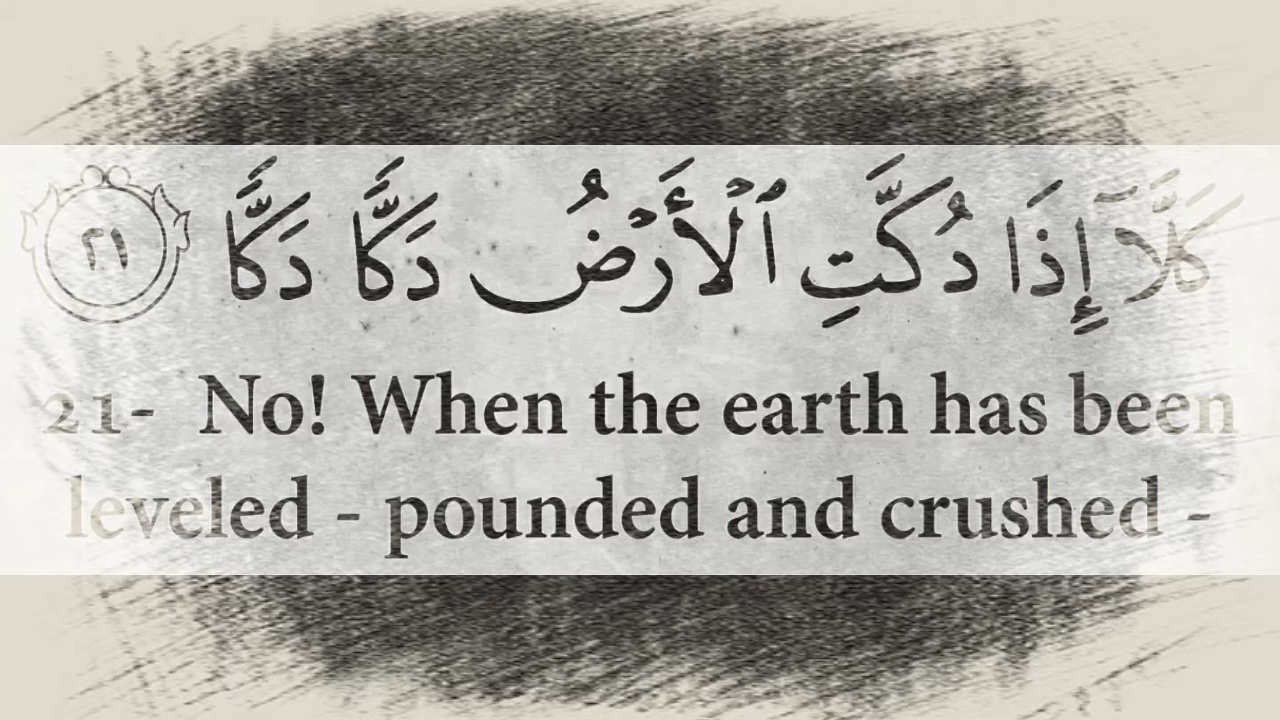 كَلَّآ إِذَا دُكَّتِ ٱلْأَرْضُ دَكًّا دَكًّا ٢١
21- No! When the earth has been
leveled - pounded and crushed -